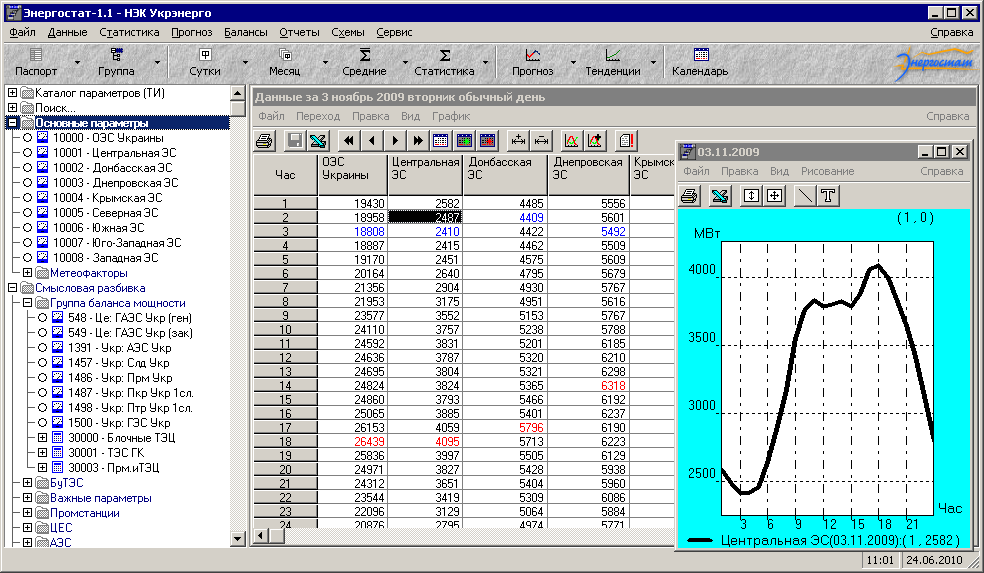 Энергостат-1.1 - НЭК Укрэнерго
Файл Данные Статистика Прогноз Балансы Отчеты Схемы Сервис Справка
Паспорт Группа Сутки Месяц Средние Статистика Прогноз Тенденции Календарь Энергостат
Каталог параметров (ТИ)
Поиск...
Основные параметры
10000 - ОЭС Украины
10001 - Центральная ЭС
10002 - Донбасская ЭС
10003 - Днепровская ЭС
10004 - Крымская ЭС
10005 - Северная ЭС
10006 - Южная ЭС
10007 - Юго-Западная ЭС
10008 - Западная ЭС
Метеофакторы
Смысловая разбивка
Группа баланса мощности
548 - Це: ГАЭС Укр (ген)
549 - Це: ГАЭС Укр (зак)
1391 - Укр: АЭС Укр
1457 - Укр: Слд Укр
1486 - Укр: Прм Укр
1487 - Укр: Пкр Укр 1сл.
1498 - Укр: Птр Укр 1сл.
1500 - Укр: ГЭС Укр
30000 - Блочные ТЭЦ
30001 - ТЭС ГК
30003 - Прм.иТЭЦ
БуТЭС
Важные параметры
Промстанции
ЦЕС
АЭС
Данные за 3 ноябрь 2009 вторник обычный день
Файл Переход Правка Вид График Справка
Час ОЭС Украины Центральная ЭС Донбасская ЭС Днепровская ЭС Крымск ЭС
1 19430 2582 4485 5556
2 18958 2487 4409 5601
3 18808 2410 4422 5492
4 18887 2415 4462 5509
5 19170 2451 4575 5609
6 20164 2640 4795 5679
7 21356 2904 4930 5767
8 21953 3175 4951 5616
9 23577 3552 5153 5767
10 24110 3757 5238 5788
11 24592 3831 5201 6185
12 24636 3787 5320 6210
13 24695 3804 5321 6298
14 24824 3824 5365 6318
15 24860 3793 5466 6192
16 25065 3885 5401 6237
17 26153 4059 5796 6190
18 26439 4095 5713 6223
19 25836 3997 5505 6129
20 24971 3827 5428 5938
21 24312 3651 5404 5960
22 23544 3419 5309 6086
23 22096 3129 5064 5884
24 20876 2795 4974 5771
03.11.2009
Файл Правка Вид Рисование Справка
(1,0)
МВт
4000
3500
3000
2500
3 6 9 12 15 18 21 Час
Центральная ЭС(03.11.2009):(1,2582)
11:01 24.06.2010